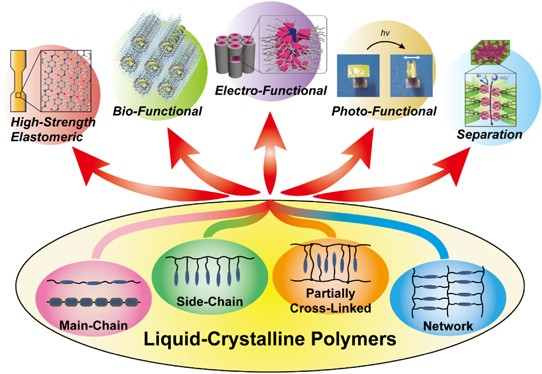 hν
High-Strength
Elastomeric
Bio-Functional
Electro-Functional
Photo-Functional
Separation
Main-Chain
Side-Chain
Partially
Cross-Linked
Network
Liquid-Crystalline Polymers